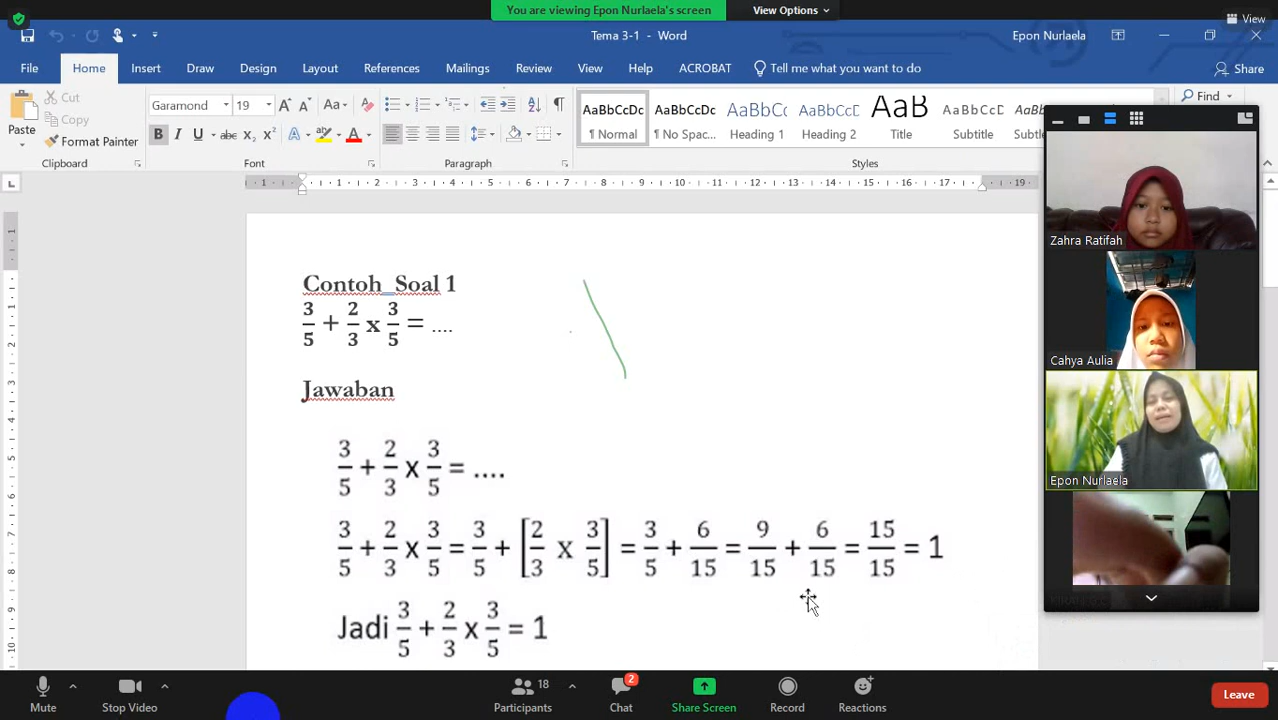 You are viewing Epon Nurlaela's screen
View Options
View
Tema 3-1 - Word
Epon Nurlaela
File Home Insert Draw Design Layout References Mailings Review View Help ACROBAT Tell me what you want to do Share
Paste
Cut
Copy
Format Painter
Clipboard
Garamond 19
Font
Paragraph
AaBbCcDc AaBbCcDc AaBbCc AaBbCc AaB AaBbCcD
¶ Normal ¶ No Spac... Heading 1 Heading 2 Title Subtitle
Styles
Find
Contoh Soal 1
3/5 + 2/3 x 3/5 = ....
Jawaban
3/5 + 2/3 x 3/5 = ....
3/5 + 2/3 x 3/5 = 3/5 + [2/3 x 3/5] = 3/5 + 6/15 = 9/15 + 6/15 = 15/15 = 1
Jadi 3/5 + 2/3 x 3/5 = 1
Zahra Ratifah
Cahya Aulia
Epon Nurlaela
Mute
Stop Video
Participants 18
Chat 2
Share Screen
Record
Reactions
Leave